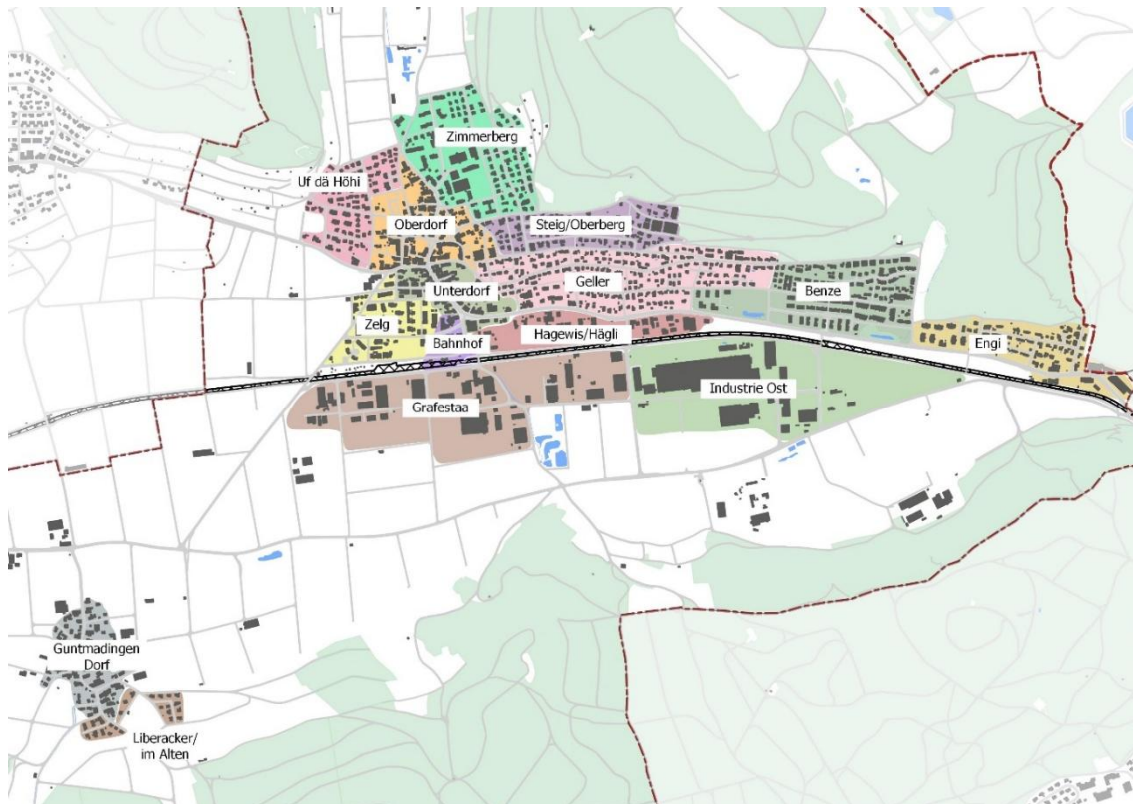 Zimmerberg
Uf dä Höhi
Oberdorf
Steig/Oberberg
Geller
Unterdorf
Benze
Zelg
Bahnhof
Hagewis/Hägli
Engi
Industrie Ost
Grafestaa
Guntmadingen
Dorf
Liberacker/
im Alten